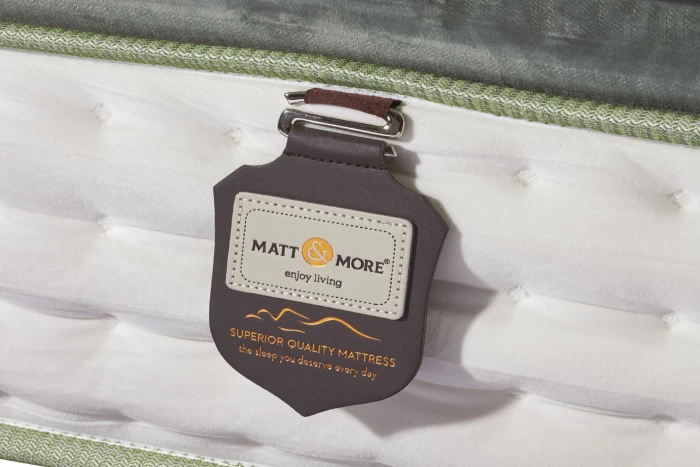 MATT & MORE®
enjoy living
SUPERIOR QUALITY MATTRESS
the sleep you deserve every day